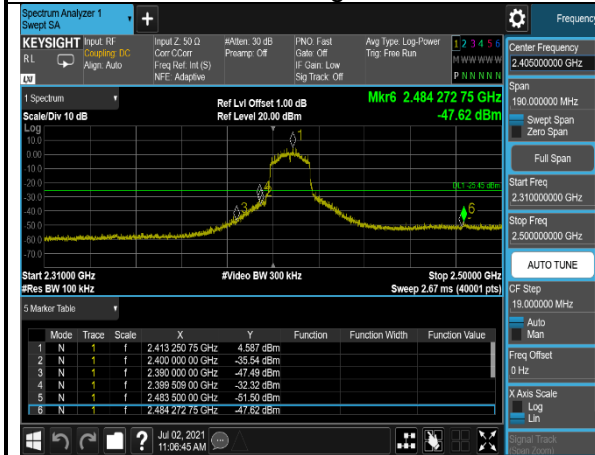 Spectrum Analyzer 1
Swept SA
+
Frequency
KEYSIGHT
RL
Input: RF
Coupling: DC
Align: Auto
Input Z: 50 Ω
Corr CCorr
Freq Ref: Int (S)
NFE: Adaptive
#Atten: 30 dB
Preamp: Off
PNO: Fast
Gate: Off
IF Gain: Low
Sig Track: Off
Avg Type: Log-Power
Trig: Free Run
1 2 3 4 5 6
M W W W W W
P N N N N N
1 Spectrum
Scale/Div 10 dB
Log
Ref Lvl Offset 1.00 dB
Ref Level 20.00 dBm
Mkr6 2.484 272 75 GHz
-47.62 dBm
10.0
0.00
-10.0
-20.0
-30.0
-40.0
-50.0
-60.0
-70.0
1
3
4
6
DL1 -25.45 dBm
Start 2.31000 GHz
#Res BW 100 kHz
#Video BW 300 kHz
Stop 2.50000 GHz
Sweep 2.67 ms (40001 pts)
5 Marker Table
Mode Trace Scale X Y Function Function Width Function Value
1 N 1 f 2.413 250 75 GHz 4.587 dBm
2 N 1 f 2.400 000 00 GHz -35.54 dBm
3 N 1 f 2.390 000 00 GHz -47.49 dBm
4 N 1 f 2.399 509 00 GHz -32.32 dBm
5 N 1 f 2.483 500 00 GHz -51.50 dBm
6 N 1 f 2.484 272 75 GHz -47.62 dBm
Jul 02, 2021
11:06:45 AM
Center Frequency
2.405000000 GHz
Span
190.000000 MHz
Swept Span
Zero Span
Full Span
Start Freq
2.310000000 GHz
Stop Freq
2.500000000 GHz
AUTO TUNE
CF Step
19.000000 MHz
Auto
Man
Freq Offset
0 Hz
X Axis Scale
Log
Lin
Signal Track
(Span Zoom)